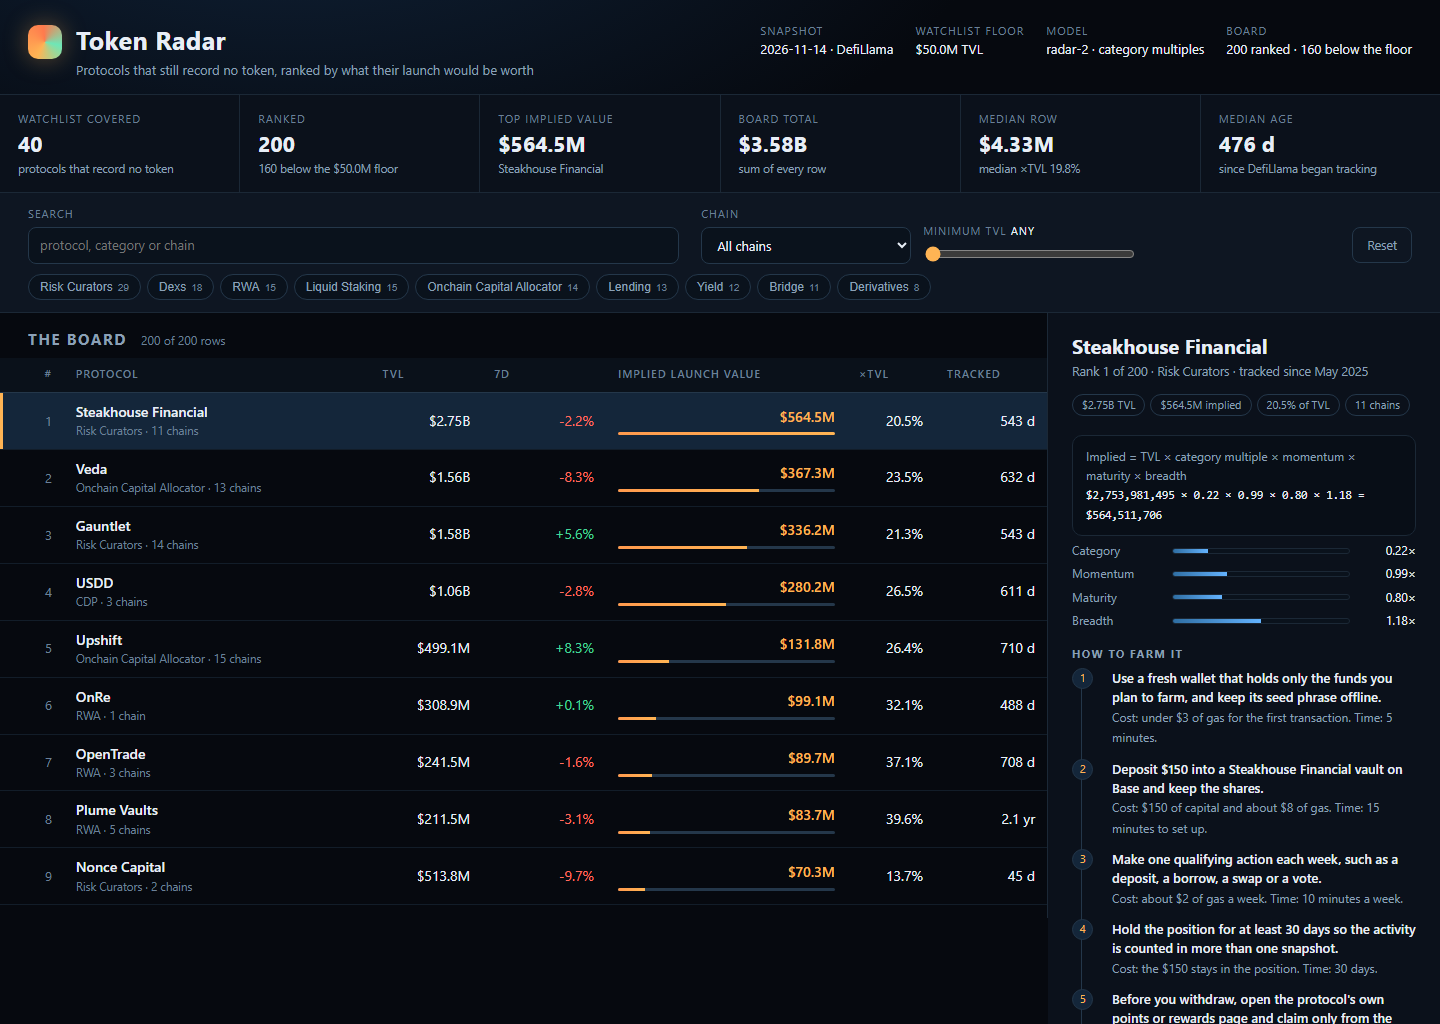 Token Radar
Protocols that still record no token, ranked by what their launch would be worth
SNAPSHOT
2026-11-14 · DefiLlama
WATCHLIST FLOOR
$50.0M TVL
MODEL
radar-2 · category multiples
BOARD
200 ranked · 160 below the floor
WATCHLIST COVERED
40
protocols that record no token
RANKED
200
160 below the $50.0M floor
TOP IMPLIED VALUE
$564.5M
Steakhouse Financial
BOARD TOTAL
$3.58B
sum of every row
MEDIAN ROW
$4.33M
median ×TVL 19.8%
MEDIAN AGE
476 d
since DefiLlama began tracking
SEARCH
protocol, category or chain
CHAIN
All chains
MINIMUM TVL ANY
Reset
Risk Curators 29
Dexs 18
RWA 15
Liquid Staking 15
Onchain Capital Allocator 14
Lending 13
Yield 12
Bridge 11
Derivatives 8
THE BOARD 200 of 200 rows
# PROTOCOL TVL 7D IMPLIED LAUNCH VALUE ×TVL TRACKED
1 Steakhouse Financial $2.75B -2.2% $564.5M 20.5% 543 d
Risk Curators · 11 chains
2 Veda $1.56B -8.3% $367.3M 23.5% 632 d
Onchain Capital Allocator · 13 chains
3 Gauntlet $1.58B +5.6% $336.2M 21.3% 543 d
Risk Curators · 14 chains
4 USDD $1.06B -2.8% $280.2M 26.5% 611 d
CDP · 3 chains
5 Upshift $499.1M +8.3% $131.8M 26.4% 710 d
Onchain Capital Allocator · 15 chains
6 OnRe $308.9M +0.1% $99.1M 32.1% 488 d
RWA · 1 chain
7 OpenTrade $241.5M -1.6% $89.7M 37.1% 708 d
RWA · 3 chains
8 Plume Vaults $211.5M -3.1% $83.7M 39.6% 2.1 yr
RWA · 5 chains
9 Nonce Capital $513.8M -9.7% $70.3M 13.7% 45 d
Risk Curators · 2 chains
Steakhouse Financial
Rank 1 of 200 · Risk Curators · tracked since May 2025
$2.75B TVL
$564.5M implied
20.5% of TVL
11 chains
Implied = TVL × category multiple × momentum ×
maturity × breadth
$2,753,981,495 × 0.22 × 0.99 × 0.80 × 1.18 =
$564,511,706
Category 0.22×
Momentum 0.99×
Maturity 0.80×
Breadth 1.18×
HOW TO FARM IT
1 Use a fresh wallet that holds only the funds you
plan to farm, and keep its seed phrase offline.
Cost: under $3 of gas for the first transaction. Time: 5
minutes.
2 Deposit $150 into a Steakhouse Financial vault on
Base and keep the shares.
Cost: $150 of capital and about $8 of gas. Time: 15
minutes to set up.
3 Make one qualifying action each week, such as a
deposit, a borrow, a swap or a vote.
Cost: about $2 of gas a week. Time: 10 minutes a week.
4 Hold the position for at least 30 days so the activity
is counted in more than one snapshot.
Cost: the $150 stays in the position. Time: 30 days.
5 Before you withdraw, open the protocol's own
points or rewards page and claim only from the